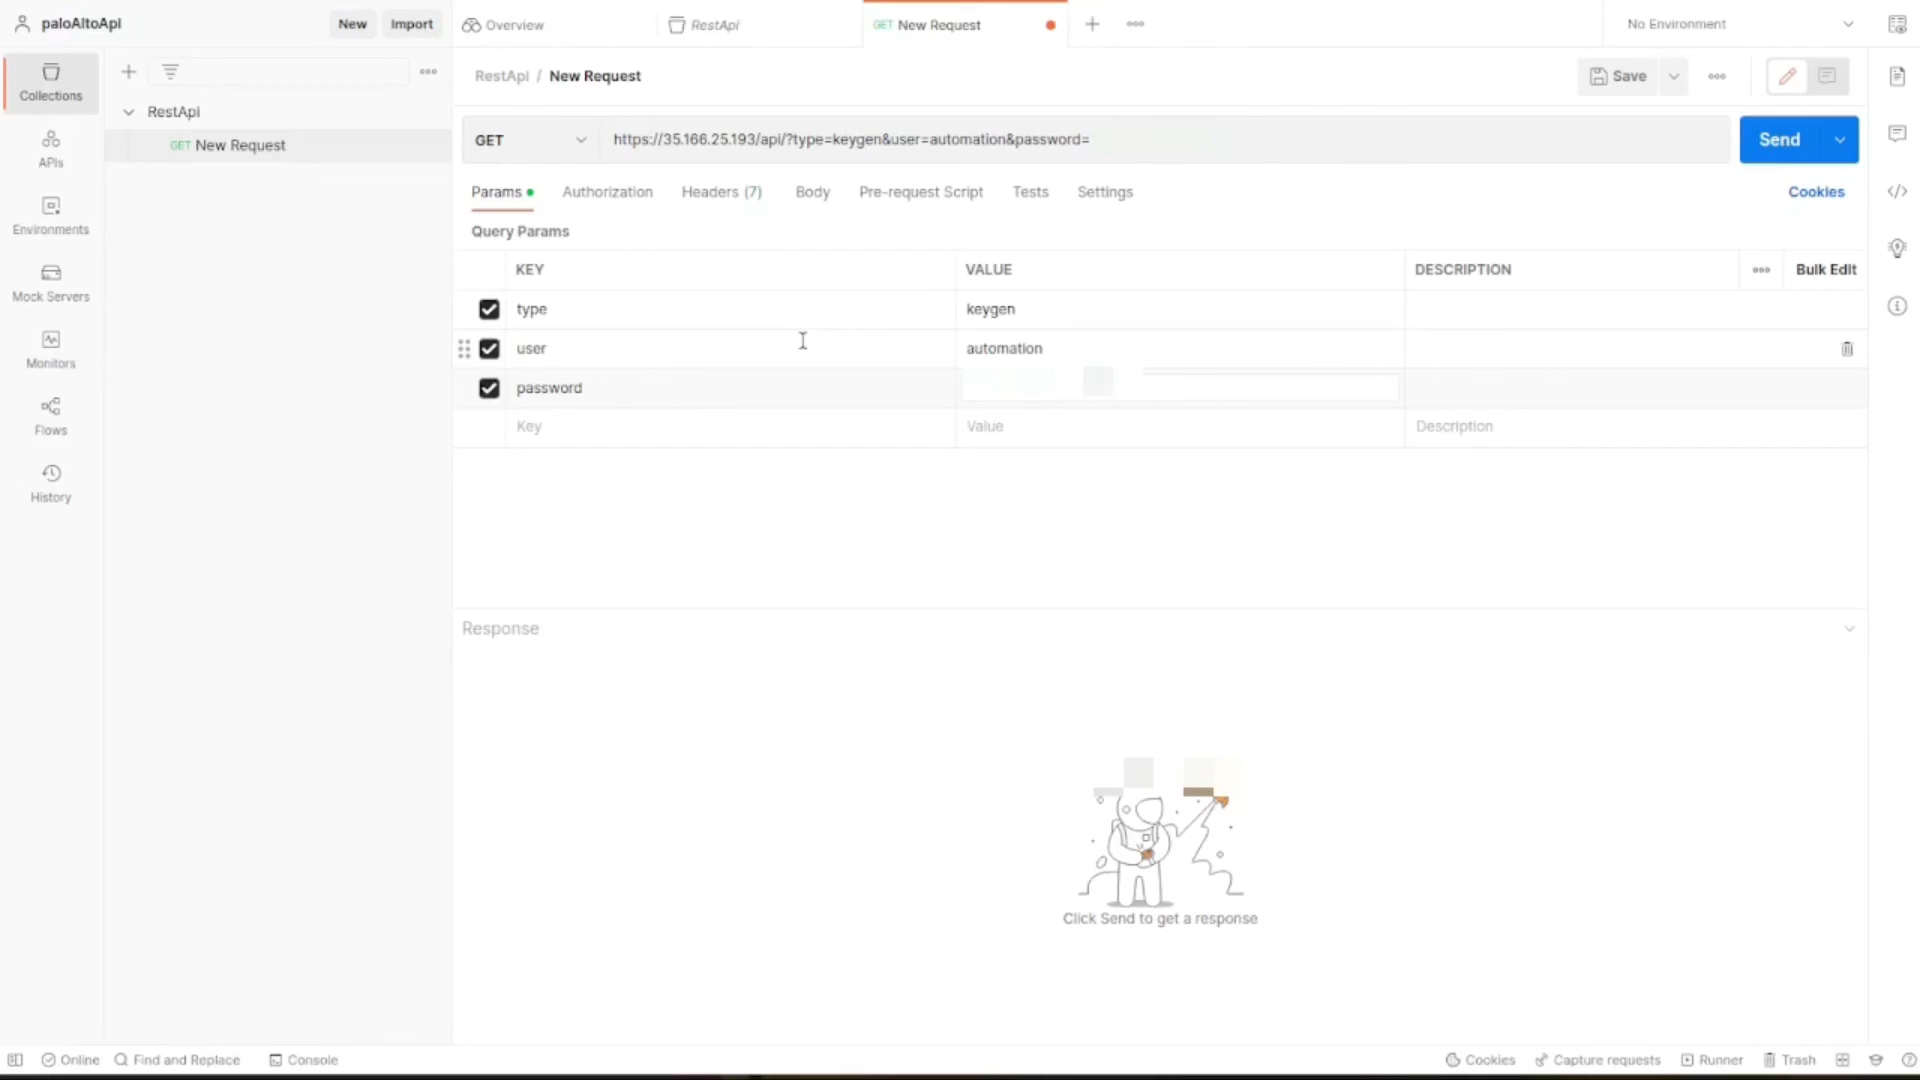 paloAltoApi
New
Import
Overview
RestApi
GET New Request
No Environment
Collections
APIs
Environments
Mock Servers
Monitors
Flows
History
RestApi
GET New Request
RestApi / New Request
Save
GET
https://35.166.25.193/api/?type=keygen&user=automation&password=
Send
Params
Authorization
Headers (7)
Body
Pre-request Script
Tests
Settings
Cookies
Query Params
KEY
VALUE
DESCRIPTION
Bulk Edit
type
keygen
user
automation
password
Key
Value
Description
Response
Click Send to get a response
Online
Find and Replace
Console
Cookies
Capture requests
Runner
Trash